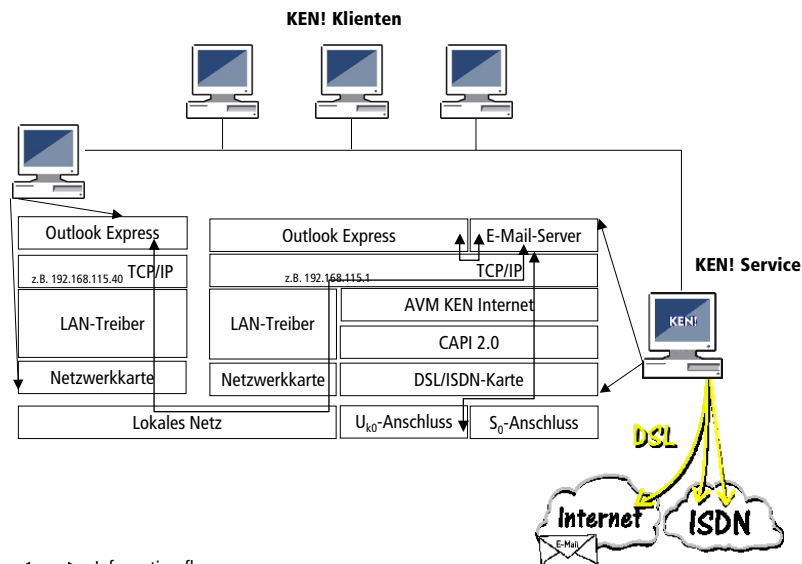 KEN! Klienten
Outlook Express
Outlook Express
E-Mail-Server
z.B. 192.168.115.40 TCP/IP
z.B. 192.168.115.1
TCP/IP
KEN! Service
LAN-Treiber
LAN-Treiber
AVM KEN Internet
CAPI 2.0
KEN!
Netzwerkkarte
Netzwerkkarte
DSL/ISDN-Karte
Lokales Netz
Uk0-Anschluss
S0-Anschluss
DSL
Internet
ISDN
E-Mail